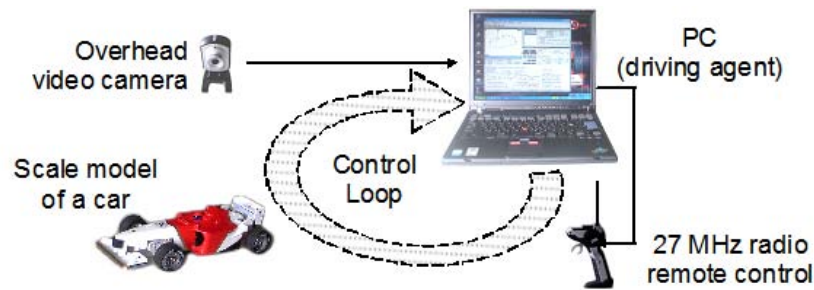 Overhead
video camera
PC
(driving agent)
Control
Loop
Scale model
of a car
27 MHz radio
remote control